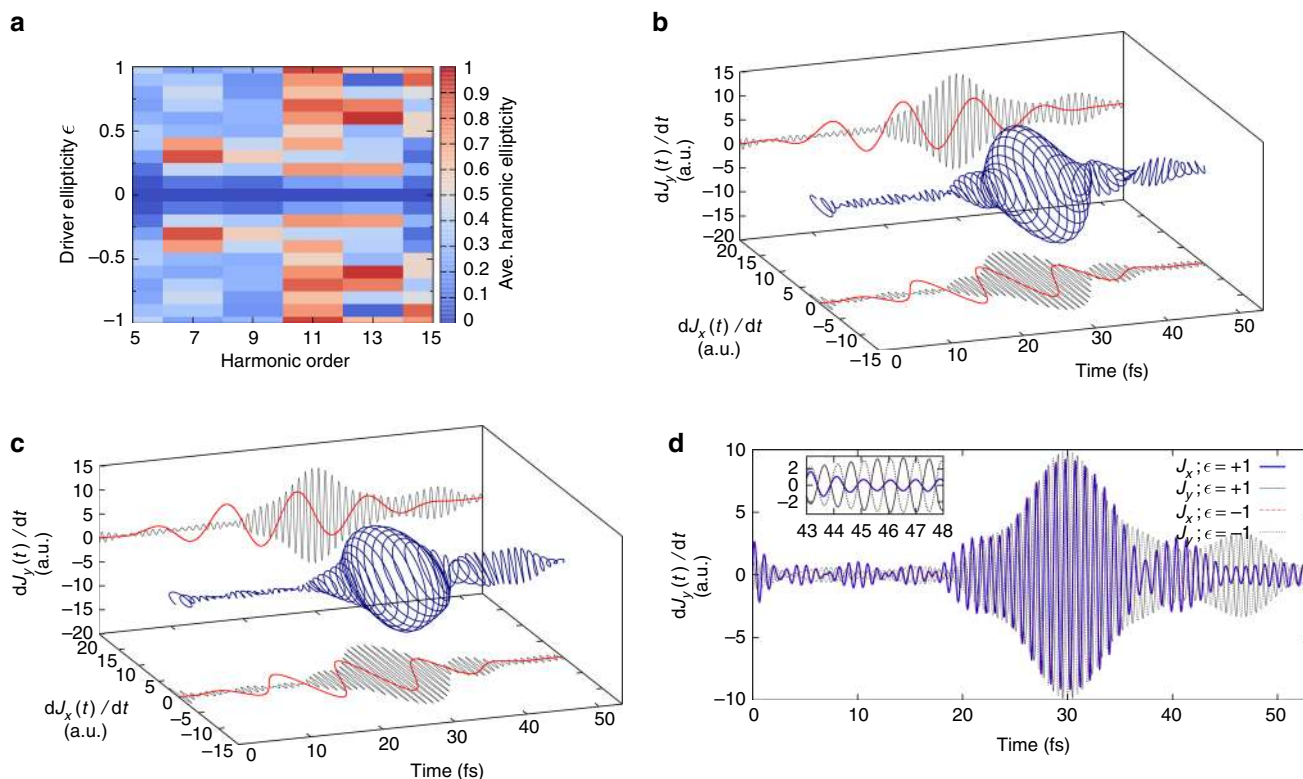 a
1
0.5
0
−0.5
−1
Driver ellipticity ϵ
5 7 9 11 13 15
Harmonic order
1
0.9
0.8
0.7
0.6
0.5
0.4
0.3
0.2
0.1
0
Ave. harmonic ellipticity
b
15
10
5
0
−5
−10
−15
−20
dJy(t)/dt
(a.u.)
20
15
10
5
0
−5
−10
−15
dJx(t)/dt
(a.u.)
0 10 20 30 40 50
Time (fs)
c
15
10
5
0
−5
−10
−15
−20
dJy(t)/dt
(a.u.)
20
15
10
5
0
−5
−10
−15
dJx(t)/dt
(a.u.)
0 10 20 30 40 50
Time (fs)
d
10
5
0
−5
−10
dJy(t)/dt
(a.u.)
2
0
−2
43 44 45 46 47 48
Jx; ϵ = +1
Jy; ϵ = +1
Jx; ϵ = −1
Jy; ϵ = −1
0 10 20 30 40 50
Time (fs)